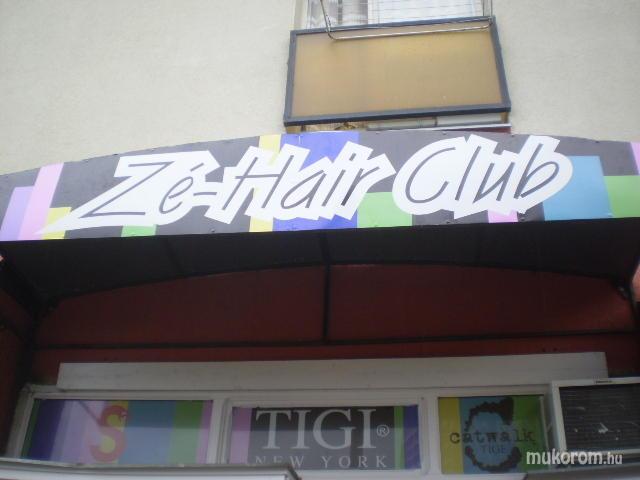 Zé-Hair Club
S
TIGI®
NEW YORK
catwalk
TIGI
mukorom.hu